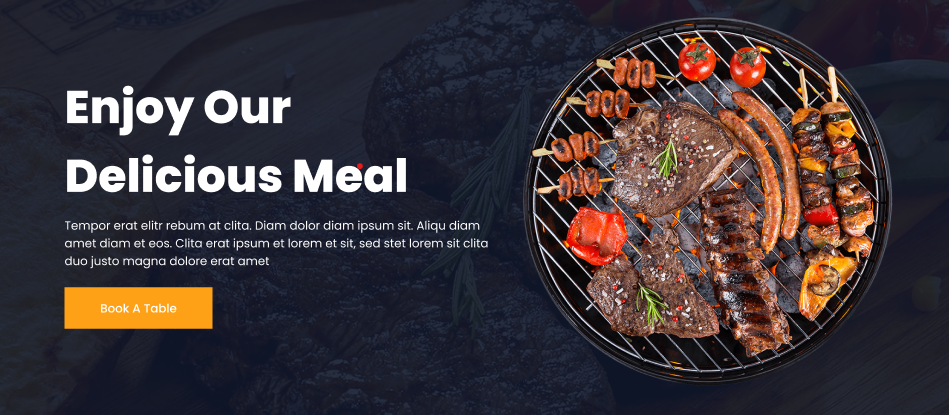 Enjoy Our
Delicious Meal
Tempor erat elitr rebum at clita. Diam dolor diam ipsum sit. Aliqu diam
amet diam et eos. Clita erat ipsum et lorem et sit, sed stet lorem sit clita
duo justo magna dolore erat amet
Book A Table